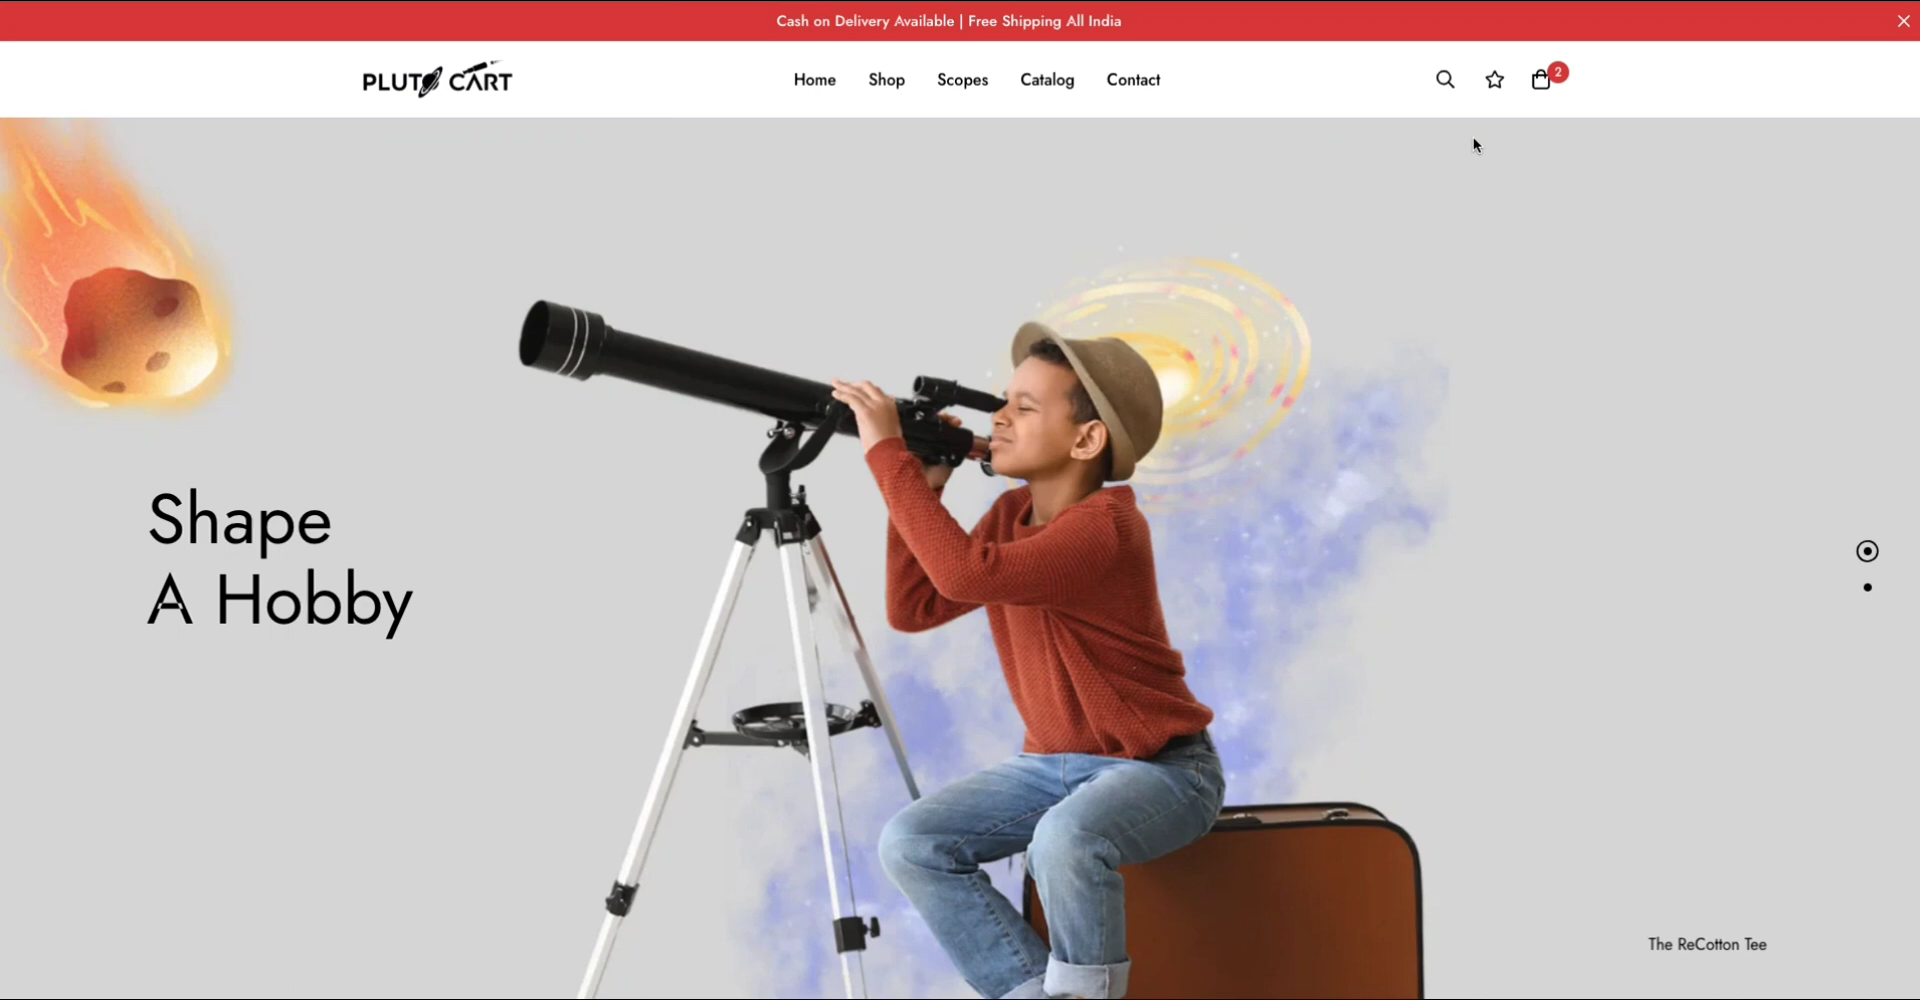 Cash on Delivery Available | Free Shipping All India
PLUTO CART
Home Shop Scopes Catalog Contact
2
Shape
A Hobby
The ReCotton Tee